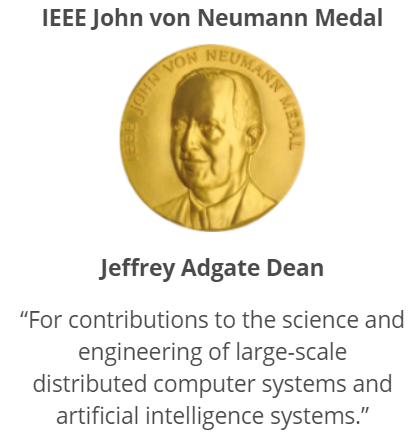 IEEE John von Neumann Medal
IEEE JOHN VON NEUMANN MEDAL
Jeffrey Adgate Dean
“For contributions to the science and
engineering of large-scale
distributed computer systems and
artificial intelligence systems.”